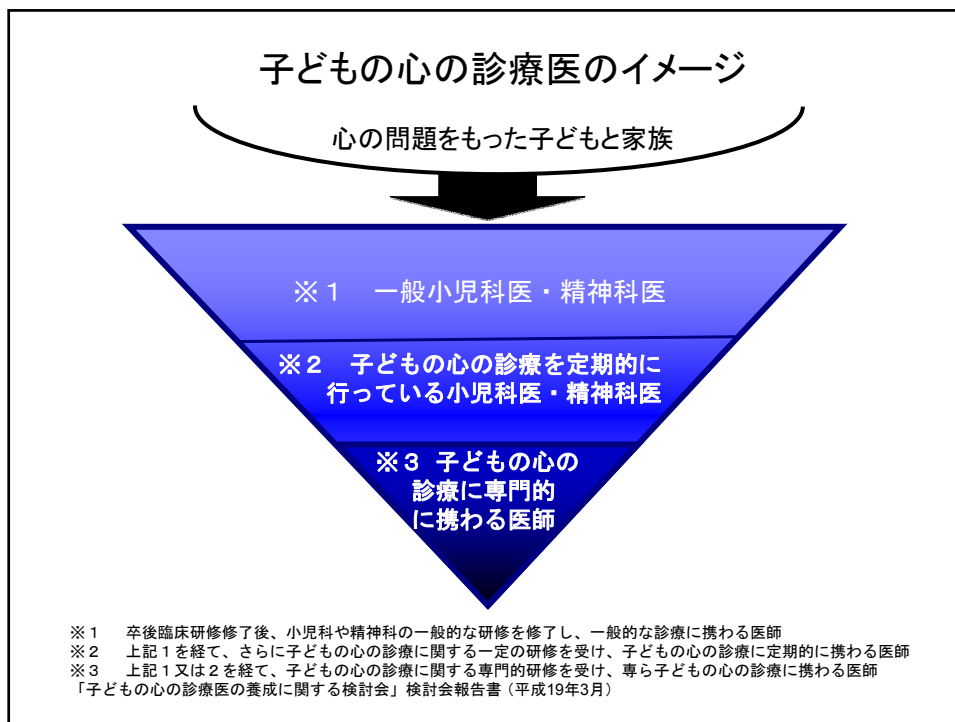 子どもの心の診療医のイメージ
心の問題をもった子どもと家族
※１　一般小児科医・精神科医
※２　子どもの心の診療を定期的に
行っている小児科医・精神科医
※３ 子どもの心の
診療に専門的
に携わる医師
※１　卒後臨床研修修了後、小児科や精神科の一般的な研修を修了し、一般的な診療に携わる医師
※２　上記１を経て、さらに子どもの心の診療に関する一定の研修を受け、子どもの心の診療に定期的に携わる医師
※３　上記１又は２を経て、子どもの心の診療に関する専門的研修を受け、専ら子どもの心の診療に携わる医師
「子どもの心の診療医の養成に関する検討会」検討会報告書（平成19年3月）